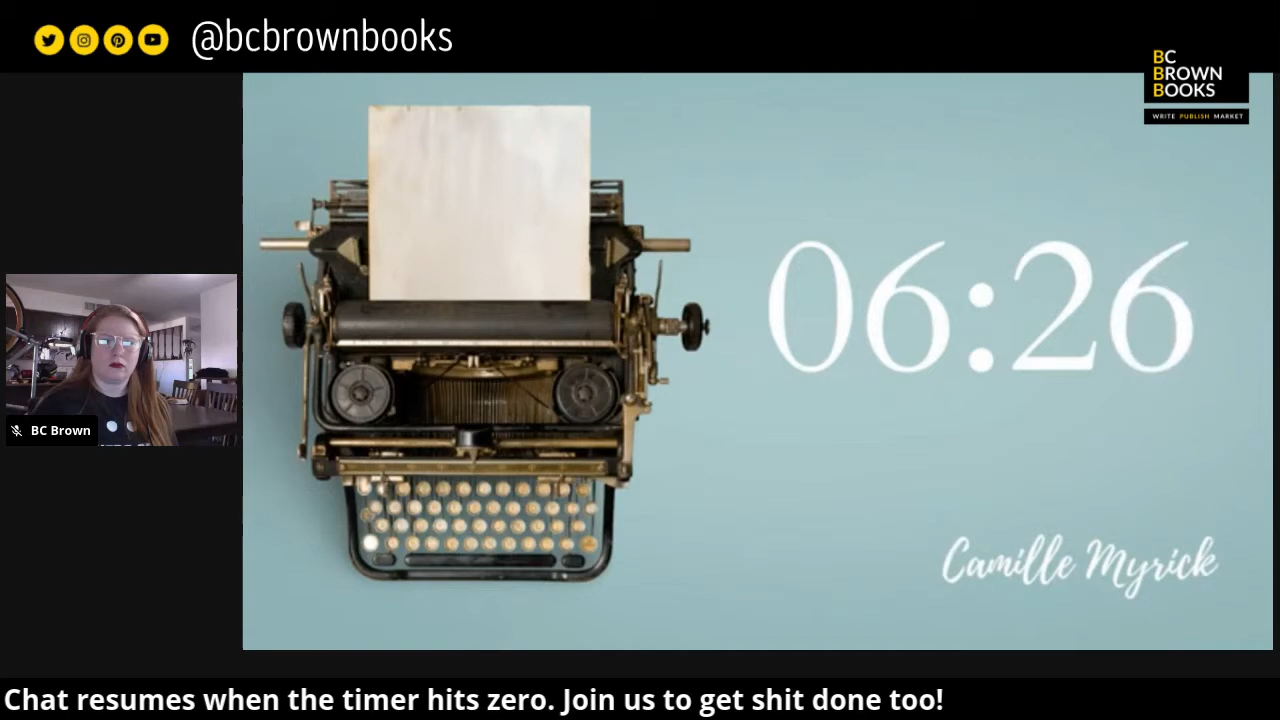 @bcbrownbooks
BC
BROWN
BOOKS
WRITE PUBLISH MARKET
06:26
BC Brown
Camille Myrick
Chat resumes when the timer hits zero. Join us to get shit done too!